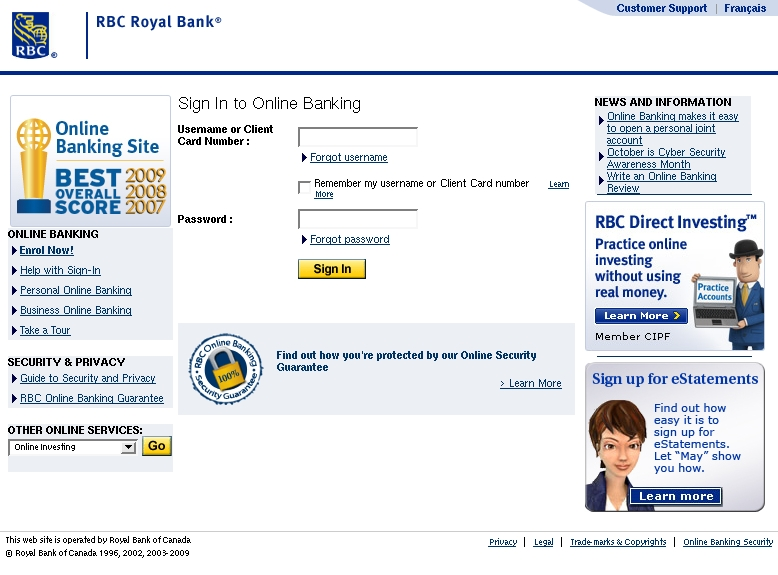 Customer Support | Français
RBC Royal Bank®
RBC®
Online
Banking Site
BEST 2009
OVERALL 2008
SCORE 2007
ONLINE BANKING
Enrol Now!
Help with Sign-In
Personal Online Banking
Business Online Banking
Take a Tour
SECURITY & PRIVACY
Guide to Security and Privacy
RBC Online Banking Guarantee
OTHER ONLINE SERVICES:
Online Investing
Go
Sign In to Online Banking
Username or Client
Card Number :
Forgot username
Remember my username or Client Card number Learn
More
Password :
Forgot password
Sign In
RBC Online Banking
100%
Security Guarantee
Find out how you're protected by our Online Security
Guarantee
> Learn More
NEWS AND INFORMATION
Online Banking makes it easy
to open a personal joint
account
October is Cyber Security
Awareness Month
Write an Online Banking
Review
RBC Direct Investing™
Practice online
investing
without using
real money.
Practice
Accounts
Learn More
Member CIPF
Sign up for eStatements
Find out how
easy it is to
sign up for
eStatements.
Let “May” show
you how.
Learn more
This web site is operated by Royal Bank of Canada
© Royal Bank of Canada 1996, 2002, 2003-2009
Privacy | Legal | Trade-marks & Copyrights | Online Banking Security